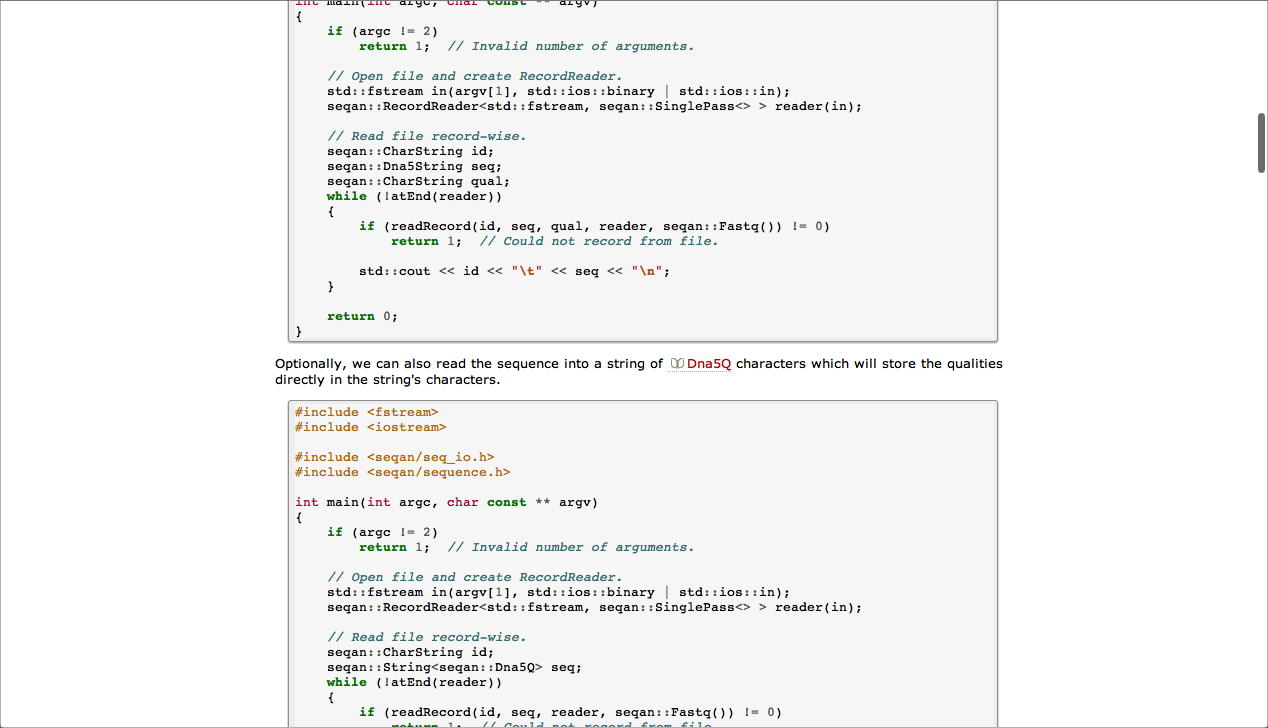 int main(int argc, char const ** argv)
{
    if (argc != 2)
        return 1;  // Invalid number of arguments.

    // Open file and create RecordReader.
    std::fstream in(argv[1], std::ios::binary | std::ios::in);
    seqan::RecordReader<std::fstream, seqan::SinglePass<> > reader(in);

    // Read file record-wise.
    seqan::CharString id;
    seqan::Dna5String seq;
    seqan::CharString qual;
    while (!atEnd(reader))
    {
        if (readRecord(id, seq, qual, reader, seqan::Fastq()) != 0)
            return 1;  // Could not record from file.

        std::cout << id << "\t" << seq << "\n";
    }

    return 0;
}
Optionally, we can also read the sequence into a string of Dna5Q characters which will store the qualities
directly in the string's characters.
#include <fstream>
#include <iostream>

#include <seqan/seq_io.h>
#include <seqan/sequence.h>

int main(int argc, char const ** argv)
{
    if (argc != 2)
        return 1;  // Invalid number of arguments.

    // Open file and create RecordReader.
    std::fstream in(argv[1], std::ios::binary | std::ios::in);
    seqan::RecordReader<std::fstream, seqan::SinglePass<> > reader(in);

    // Read file record-wise.
    seqan::CharString id;
    seqan::String<seqan::Dna5Q> seq;
    while (!atEnd(reader))
    {
        if (readRecord(id, seq, reader, seqan::Fastq()) != 0)
            return 1;  // Could not record from file.